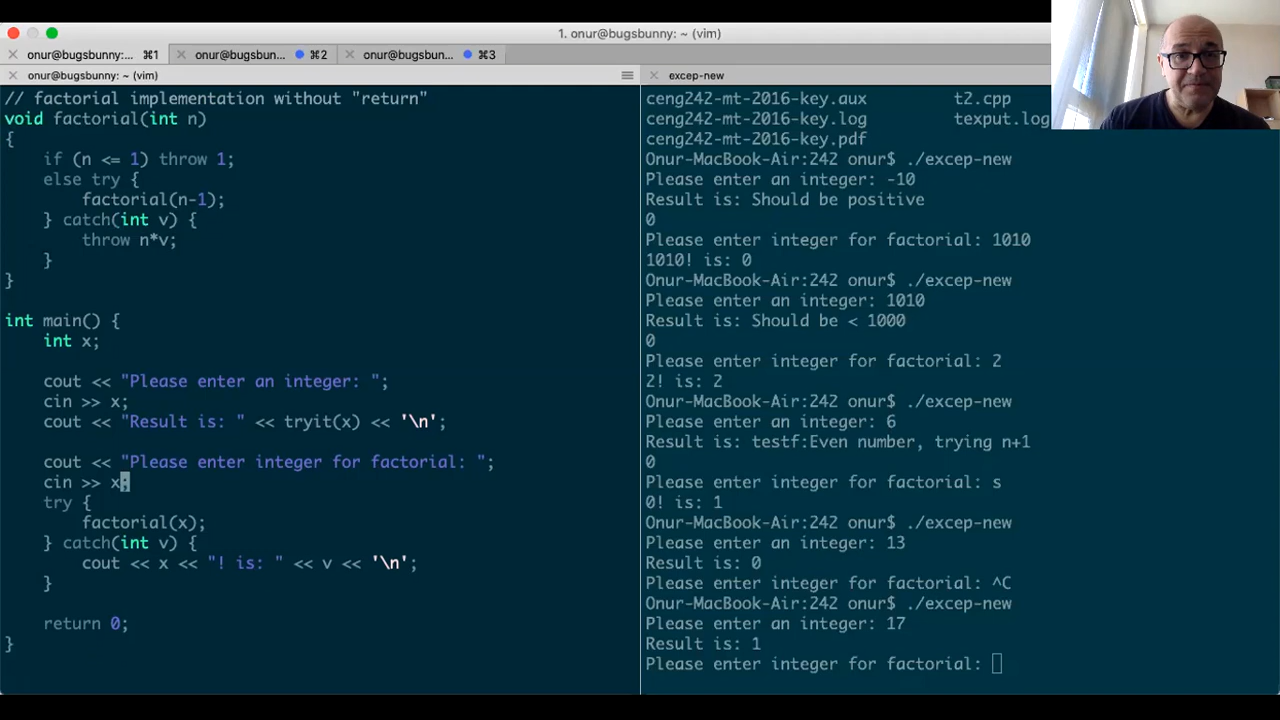 1. onur@bugsbunny: ~ (vim)
onur@bugsbunny:... ⌘1
onur@bugsbun... ⌘2
onur@bugsbun... ⌘3
onur@bugsbunny: ~ (vim)
// factorial implementation without "return"
void factorial(int n)
{
if (n <= 1) throw 1;
else try {
factorial(n-1);
} catch(int v) {
throw n*v;
}
}
int main() {
int x;
cout << "Please enter an integer: ";
cin >> x;
cout << "Result is: " << tryit(x) << '\n';
cout << "Please enter integer for factorial: ";
cin >> x;
try {
factorial(x);
} catch(int v) {
cout << x << "! is: " << v << '\n';
}
return 0;
}
excep-new
ceng242-mt-2016-key.aux t2.cpp
ceng242-mt-2016-key.log texput.log
ceng242-mt-2016-key.pdf
Onur-MacBook-Air:242 onur$ ./excep-new
Please enter an integer: -10
Result is: Should be positive
0
Please enter integer for factorial: 1010
1010! is: 0
Onur-MacBook-Air:242 onur$ ./excep-new
Please enter an integer: 1010
Result is: Should be < 1000
0
Please enter integer for factorial: 2
2! is: 2
Onur-MacBook-Air:242 onur$ ./excep-new
Please enter an integer: 6
Result is: testf:Even number, trying n+1
0
Please enter integer for factorial: s
0! is: 1
Onur-MacBook-Air:242 onur$ ./excep-new
Please enter an integer: 13
Result is: 0
Please enter integer for factorial: ^C
Onur-MacBook-Air:242 onur$ ./excep-new
Please enter an integer: 17
Result is: 1
Please enter integer for factorial: